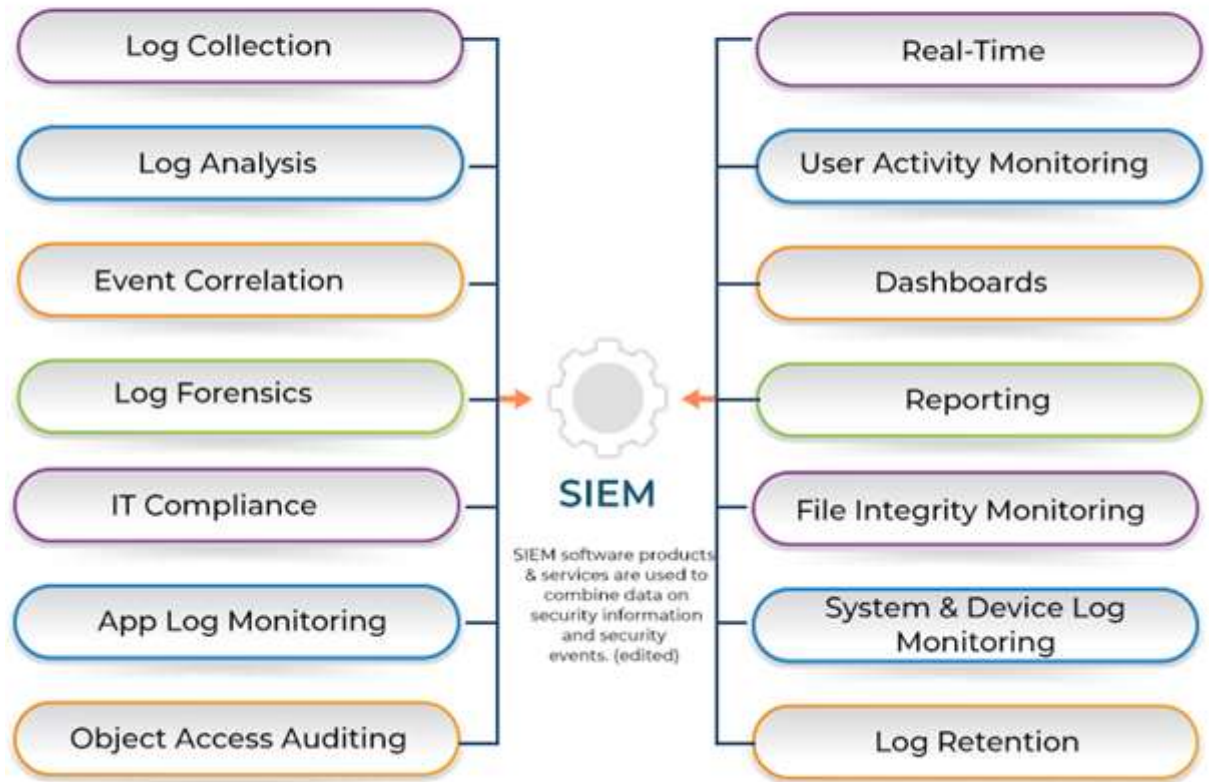 Log Collection
Log Analysis
Event Correlation
Log Forensics
IT Compliance
App Log Monitoring
Object Access Auditing
SIEM
SIEM software products
& services are used to
combine data on
security information
and security
events. (edited)
Real-Time
User Activity Monitoring
Dashboards
Reporting
File Integrity Monitoring
System & Device Log
Monitoring
Log Retention